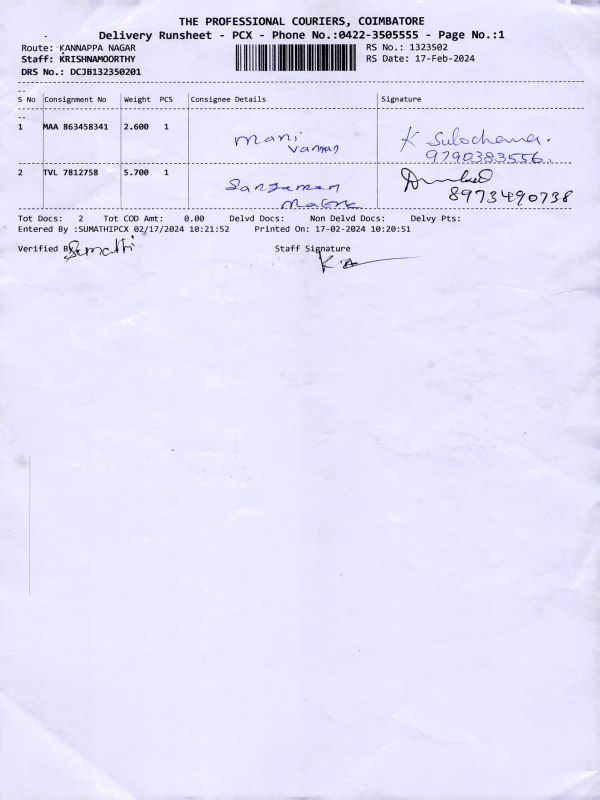 THE PROFESSIONAL COURIERS, COIMBATORE
Delivery Runsheet - PCX - Phone No.:0422-3505555 - Page No.:1
Route: KANNAPPA NAGAR
RS No.: 1323502
Staff: KRISHNAMOORTHY
RS Date: 17-Feb-2024
DRS No.: DCJB132350201
S No Consignment No Weight PCS Consignee Details Signature
1 MAA 863458341 2.600 1
Mani
vannan
K Sulochana.
9790383556.
2 TVL 7812758 5.700 1
8973490738
Tot Docs: 2 Tot COD Amt: 0.00 Delvd Docs: Non Delvd Docs: Delvy Pts:
Entered By :SUMATHIPCX 02/17/2024 10:21:52 Printed On: 17-02-2024 10:20:51
Verified By Sumathi
Staff Signature